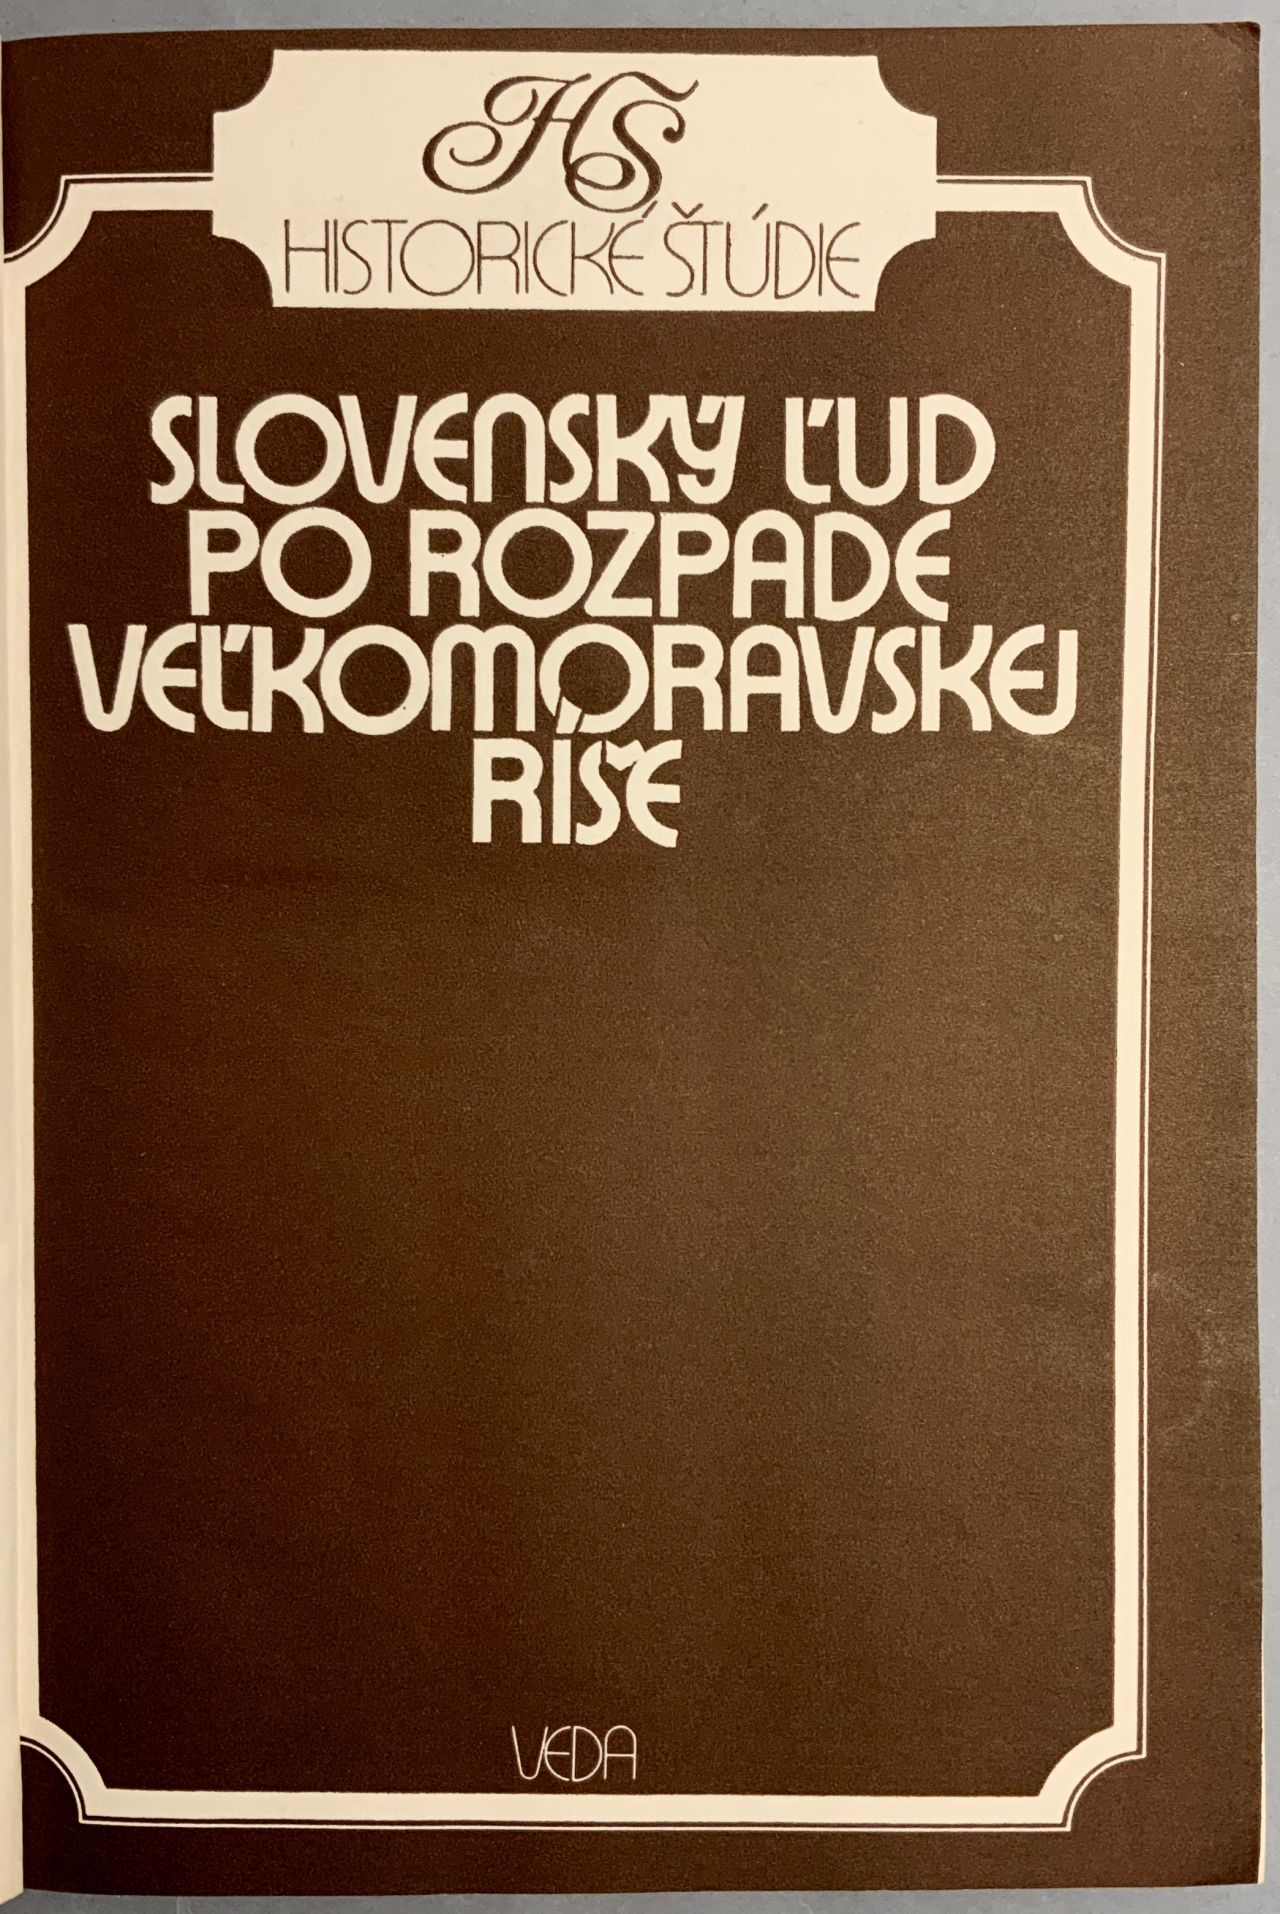 HS
HISTORICKÉ ŠTÚDIE
SLOVENSKÝ ĽUD
PO ROZPADE
VEĽKOMORAVSKEJ
RÍŠE
VEDA